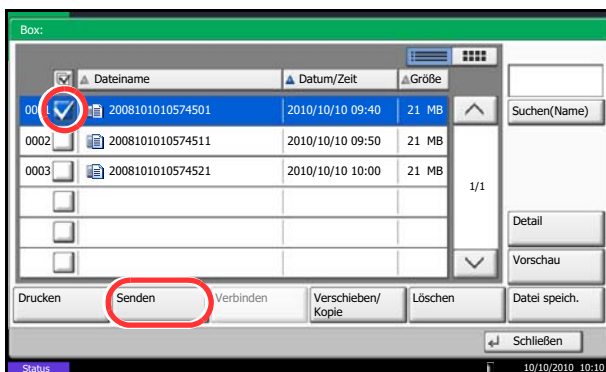 Box:
Dateiname Datum/Zeit Größe
2008101010574501 2010/10/10 09:40 21 MB
Suchen(Name)
0002 2008101010574511 2010/10/10 09:50 21 MB
0003 2008101010574521 2010/10/10 10:00 21 MB
1/1
Detail
Vorschau
Drucken Senden Verbinden Verschieben/ Löschen Datei speich.
Kopie
Schließen
Status 10/10/2010 10:10